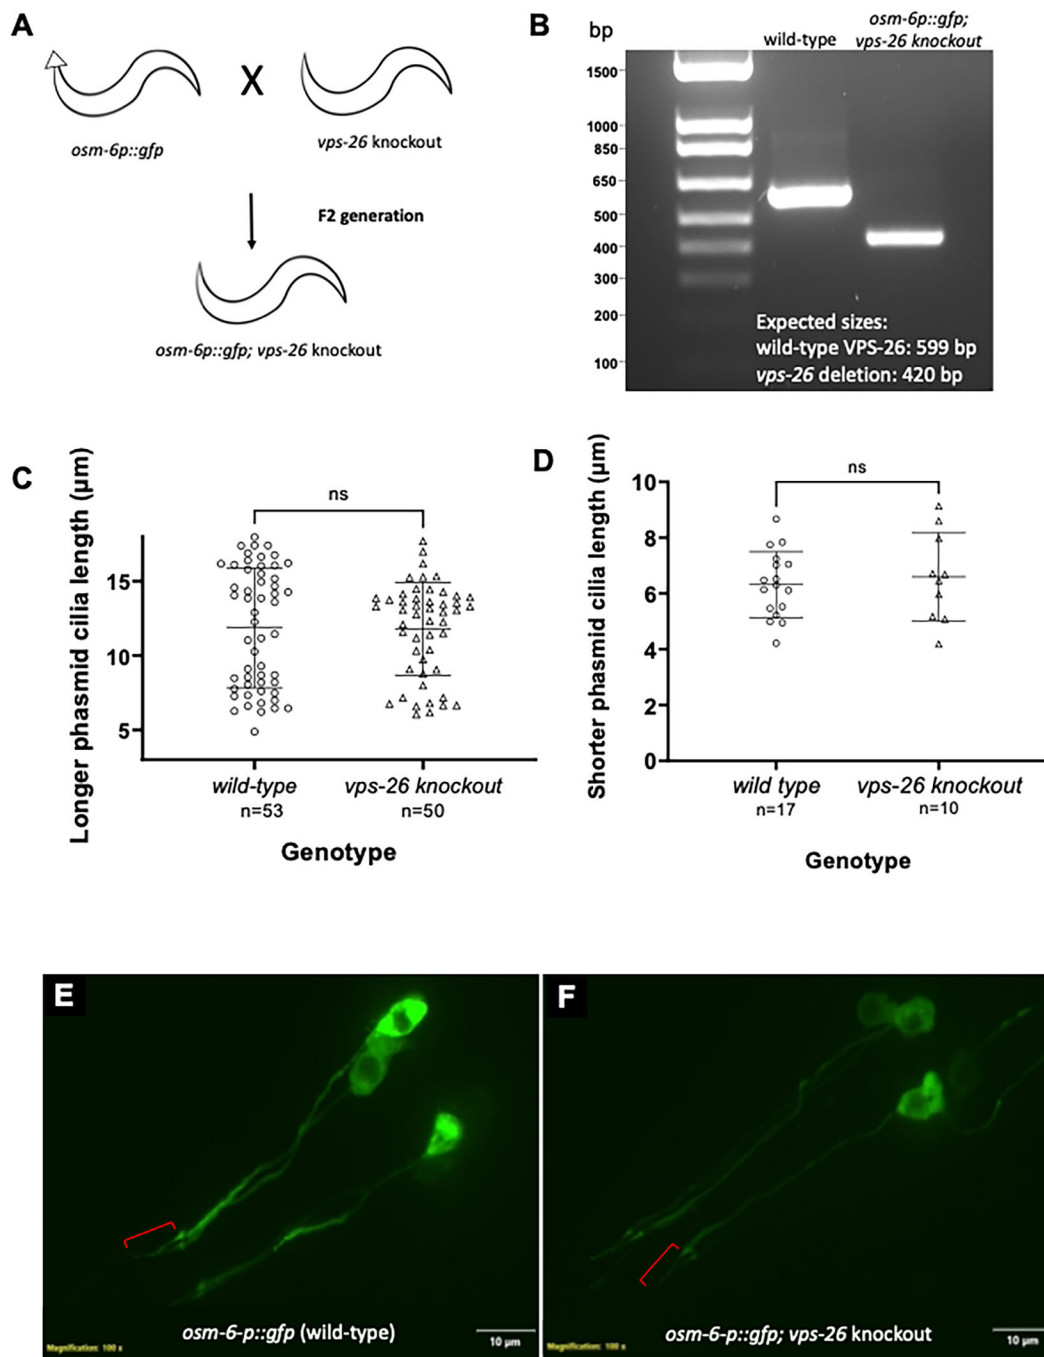 A
osm-6p::gfp
X
vps-26 knockout
F2 generation
osm-6p::gfp; vps-26 knockout
B
bp
wild-type
osm-6p::gfp;
vps-26 knockout
1500
1000
850
650
500
400
300
200
100
Expected sizes:
wild-type VPS-26: 599 bp
vps-26 deletion: 420 bp
C
Longer phasmid cilia length (µm)
ns
15
10
5
wild-type
vps-26 knockout
n=53
n=50
Genotype
D
Shorter phasmid cilia length (µm)
ns
10
8
6
4
2
0
wild type
vps-26 knockout
n=17
n=10
Genotype
E
osm-6-p::gfp (wild-type)
10 µm
Magnification: 100 x
F
osm-6-p::gfp; vps-26 knockout
10 µm
Magnification: 100 x